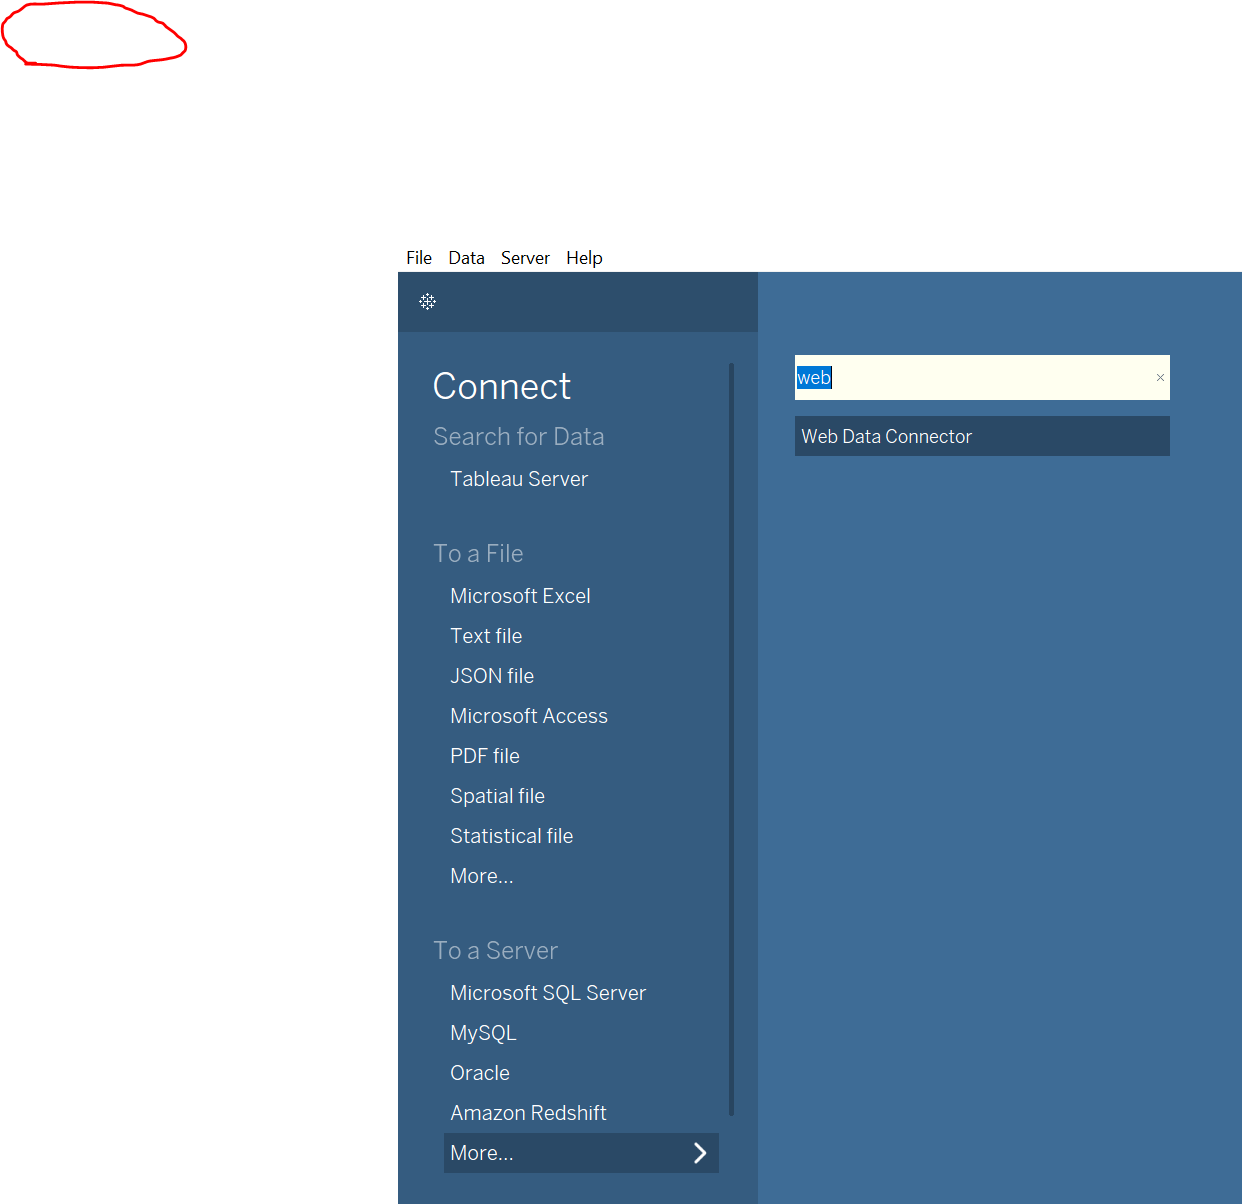 File Data Server Help
Connect
Search for Data
Tableau Server
To a File
Microsoft Excel
Text file
JSON file
Microsoft Access
PDF file
Spatial file
Statistical file
More...
To a Server
Microsoft SQL Server
MySQL
Oracle
Amazon Redshift
More...
web
Web Data Connector